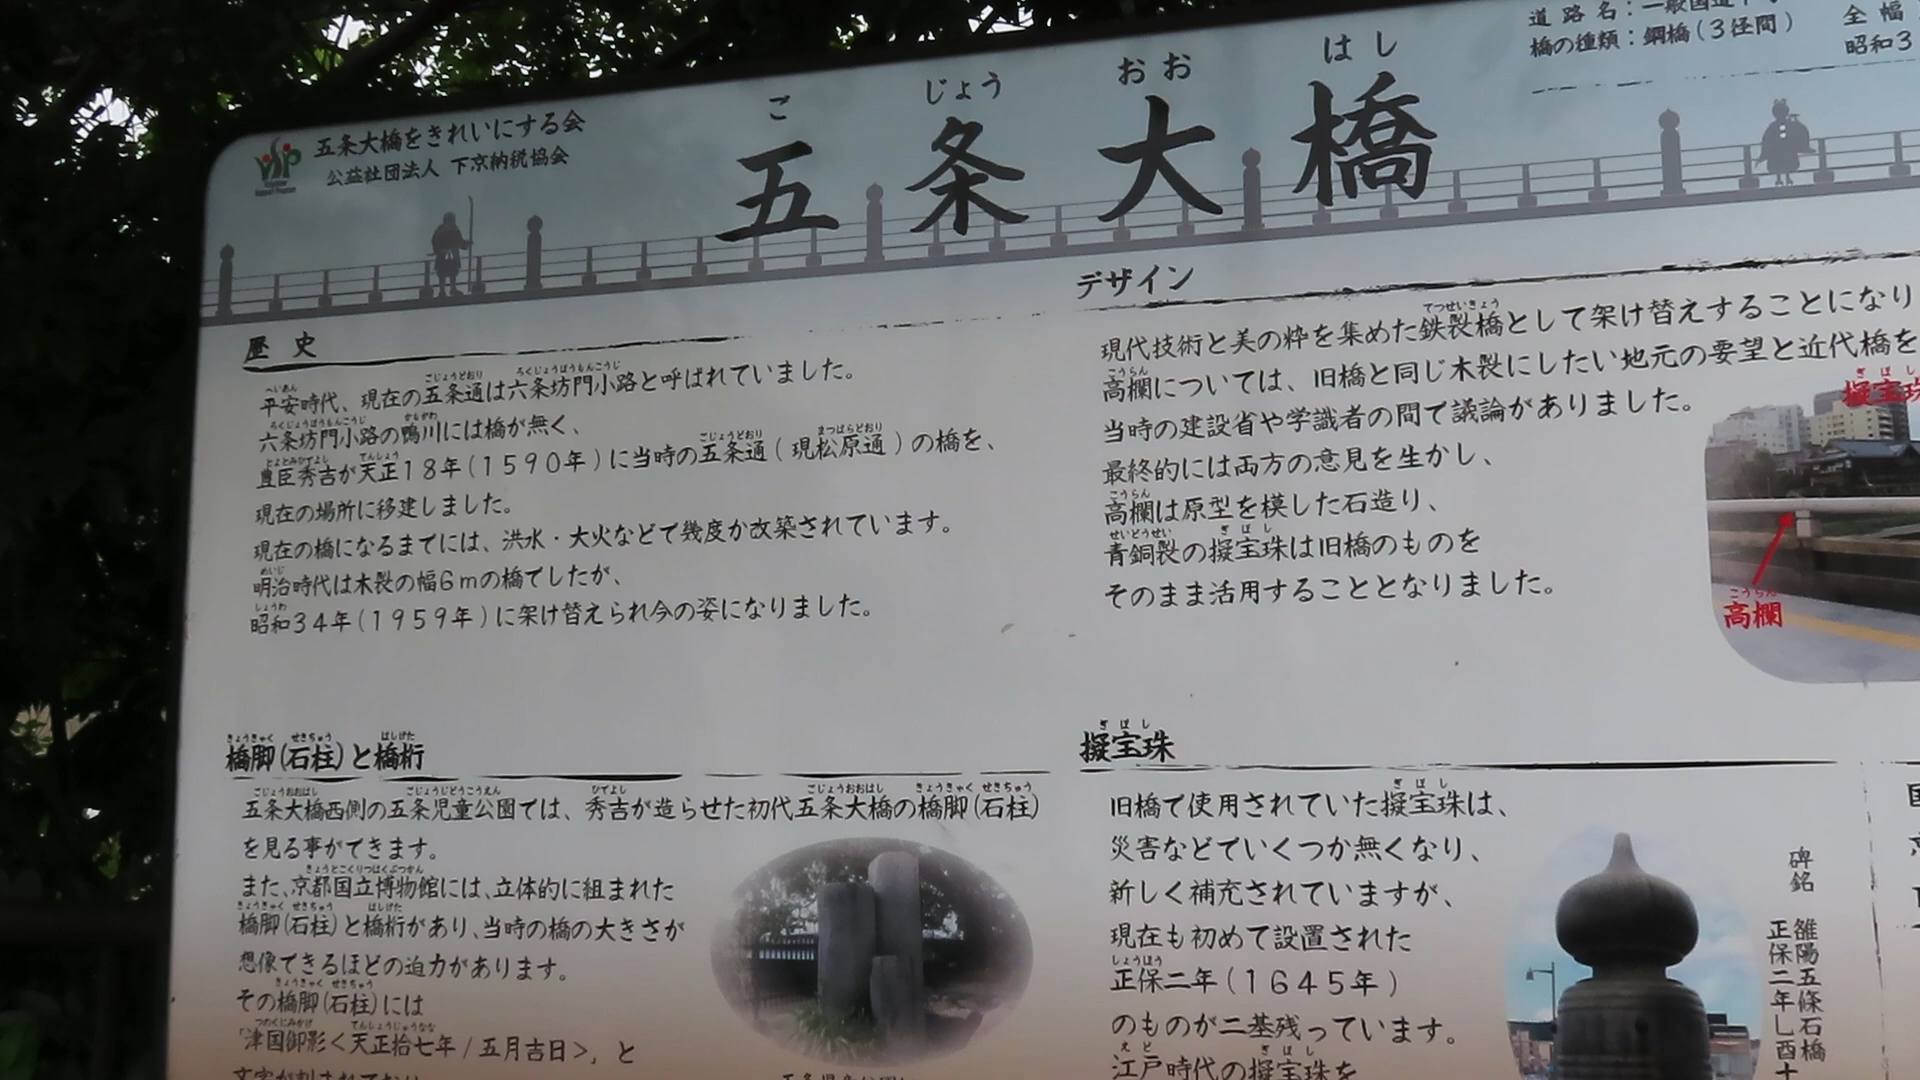 五条大橋をきれいにする会
公益社団法人 下京納税協会
ご じょう おお はし
五条大橋
道路名：一般国道
橋の種類：鋼橋（3径間）
全幅
昭和3
歴史
平安時代、現在の五条通は六条坊門小路と呼ばれていました。
六条坊門小路の鴨川には橋が無く、
豊臣秀吉が天正18年（1590年）に当時の五条通（現松原通）の橋を、
現在の場所に移建しました。
現在の橋になるまでには、洪水・大火などで幾度か改築されています。
明治時代は木製の幅6mの橋でしたが、
昭和34年（1959年）に架け替えられ今の姿になりました。
デザイン
現代技術と美の粋を集めた鉄製橋として架け替えすることになり
高欄については、旧橋と同じ木製にしたい地元の要望と近代橋を
当時の建設省や学識者の間で議論がありました。
最終的には両方の意見を生かし、
高欄は原型を模した石造り、
青銅製の擬宝珠は旧橋のものを
そのまま活用することとなりました。
擬宝珠
高欄
橋脚（石柱）と橋桁
五条大橋西側の五条児童公園では、秀吉が造らせた初代五条大橋の橋脚（石柱）
を見る事ができます。
また、京都国立博物館には、立体的に組まれた
橋脚（石柱）と橋桁があり、当時の橋の大きさが
想像できるほどの迫力があります。
その橋脚（石柱）には
「津国御影＜天正拾七年/五月吉日＞」と
擬宝珠
旧橋で使用されていた擬宝珠は、
災害などでいくつか無くなり、
新しく補充されていますが、
現在も初めて設置された
正保二年（1645年）
のものが二基残っています。
江戸時代の擬宝珠を
碑銘
雒陽五條石橋
正保二年し酉十